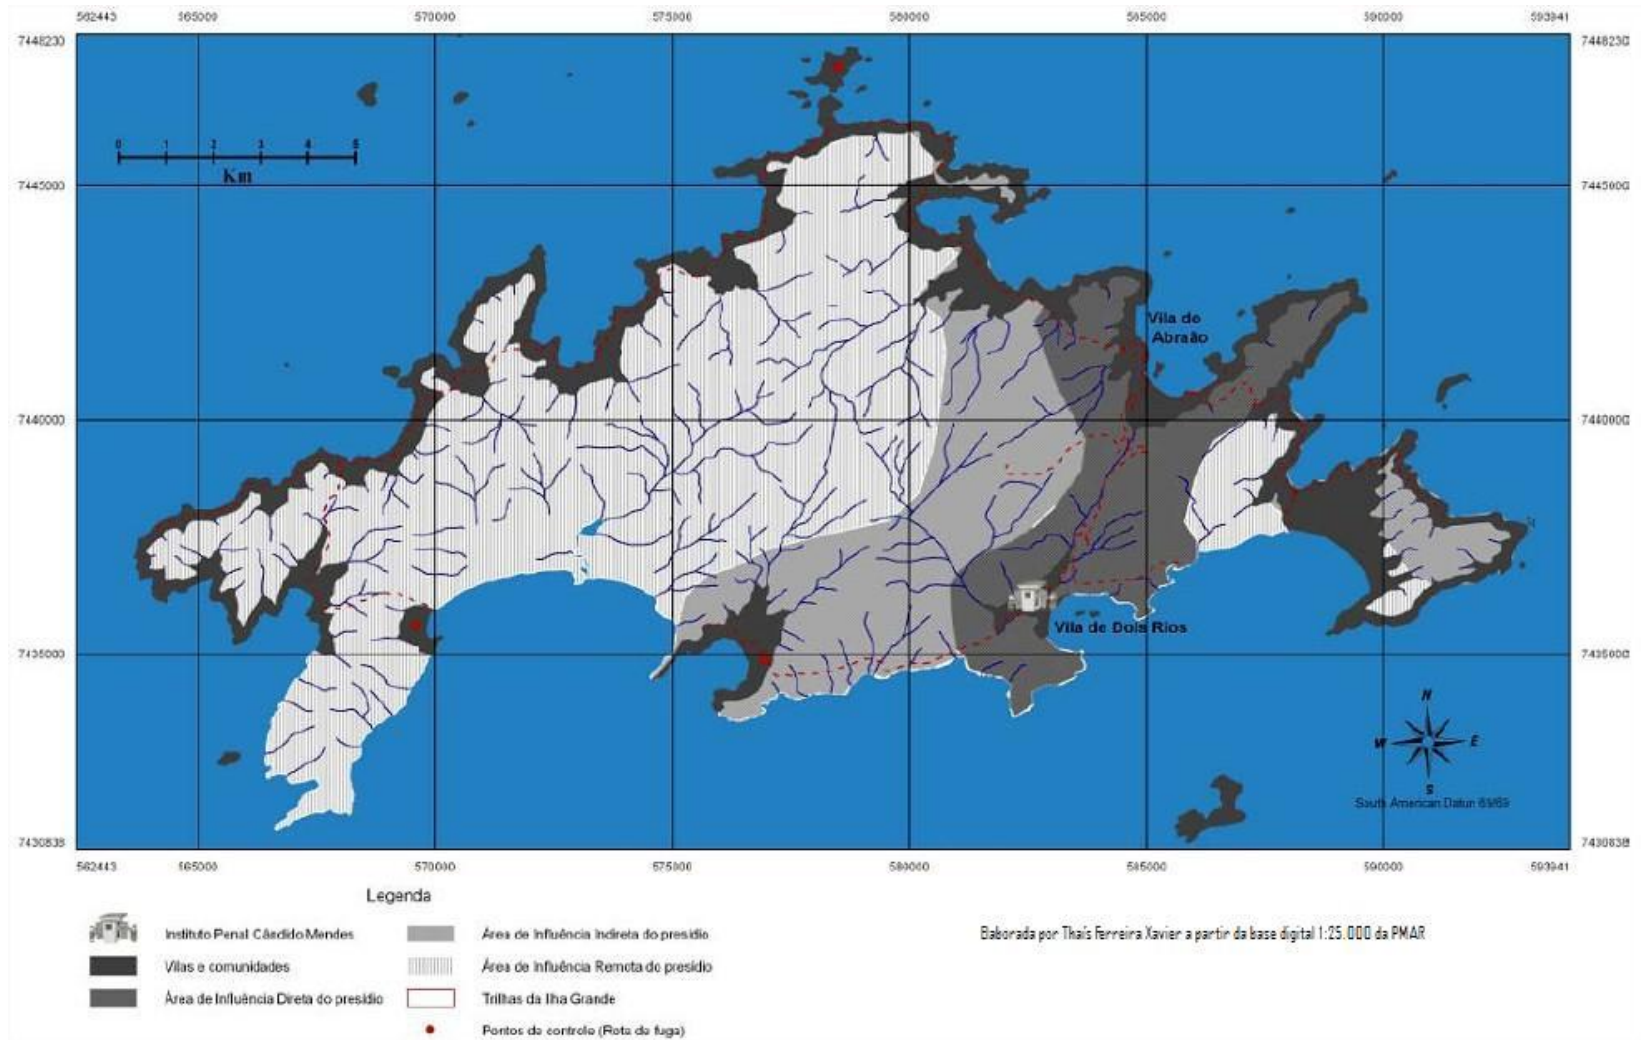 562443 165000 570000 575000 580000 585000 590000 593941
7448230 7448230
0 1 2 3 4 5
Km
7445000 7445000
Vila do
Abraão
7440000 7440000
Vila de Dois Rios
7435000 7435000
N
W E
S
South American Datun 69/69
7430838 7430838
562443 165000 570000 575000 580000 585000 590000 593941
Legenda
Instituto Penal Cândido Mendes
Área de Influência Indireta do presídio
Elaborada por Thaís Ferreira Xavier a partir da base digital 1:25.000 da PMAR
Vilas e comunidades
Área de Influência Remota do presídio
Área de Influência Direta do presídio
Trilhas da Ilha Grande
Pontos de controle (Rota de fuga)